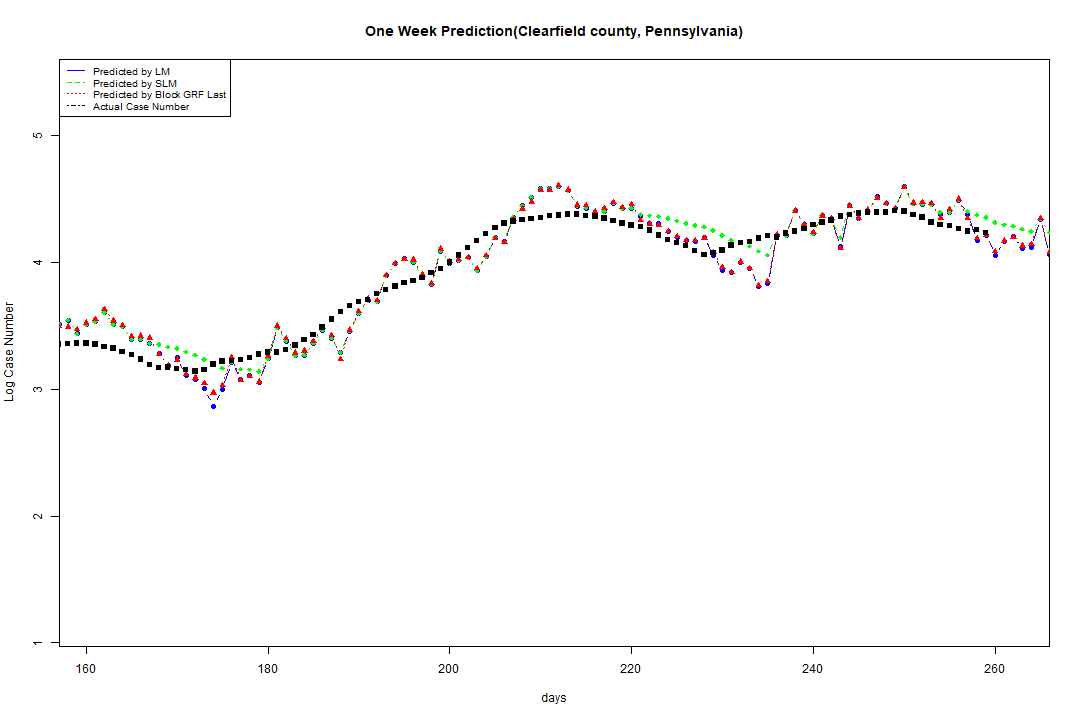 One Week Prediction(Clearfield county, Pennsylvania)
Predicted by LM
Predicted by SLM
Predicted by Block GRF Last
Actual Case Number
5
4
3
2
1
Log Case Number
160 180 200 220 240 260
days